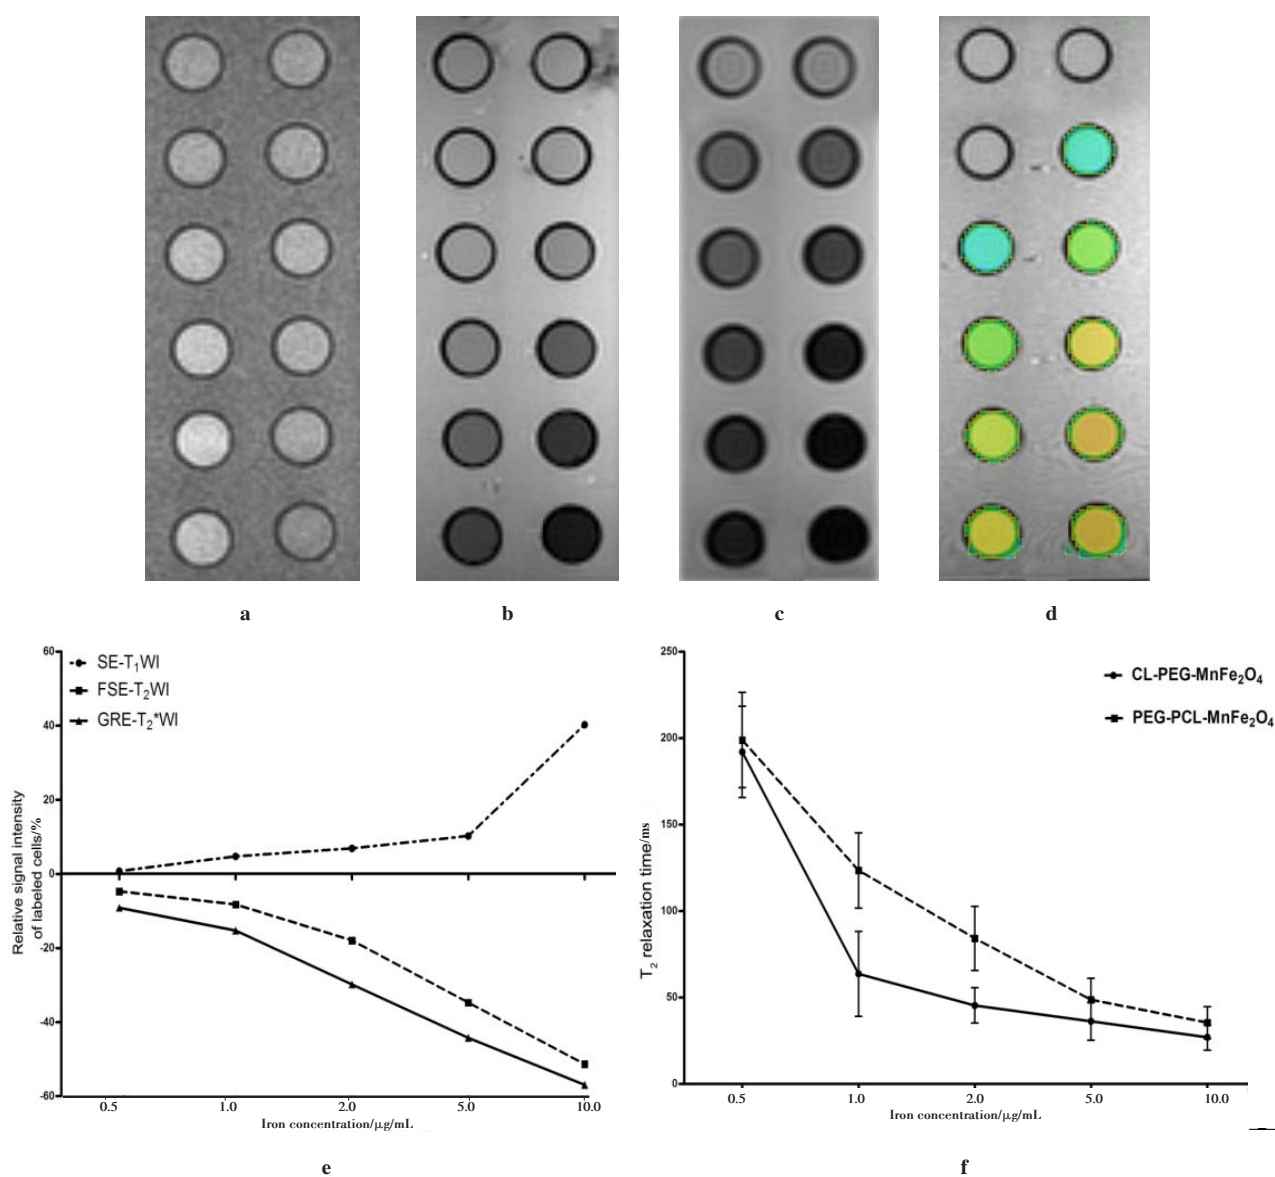 a
b
c
d
60
40
20
0
-20
-40
-60
Relative signal intensity
of labeled cells/%
SE-T₁WI
FSE-T₂WI
GRE-T₂*WI
0.5
1.0
2.0
5.0
10.0
Iron concentration/μg/mL
e
250
200
150
100
50
0
T₂ relaxation time/ms
CL-PEG-MnFe₂O₄
PEG-PCL-MnFe₂O₄
0.5
1.0
2.0
5.0
10.0
Iron concentration/μg/mL
f